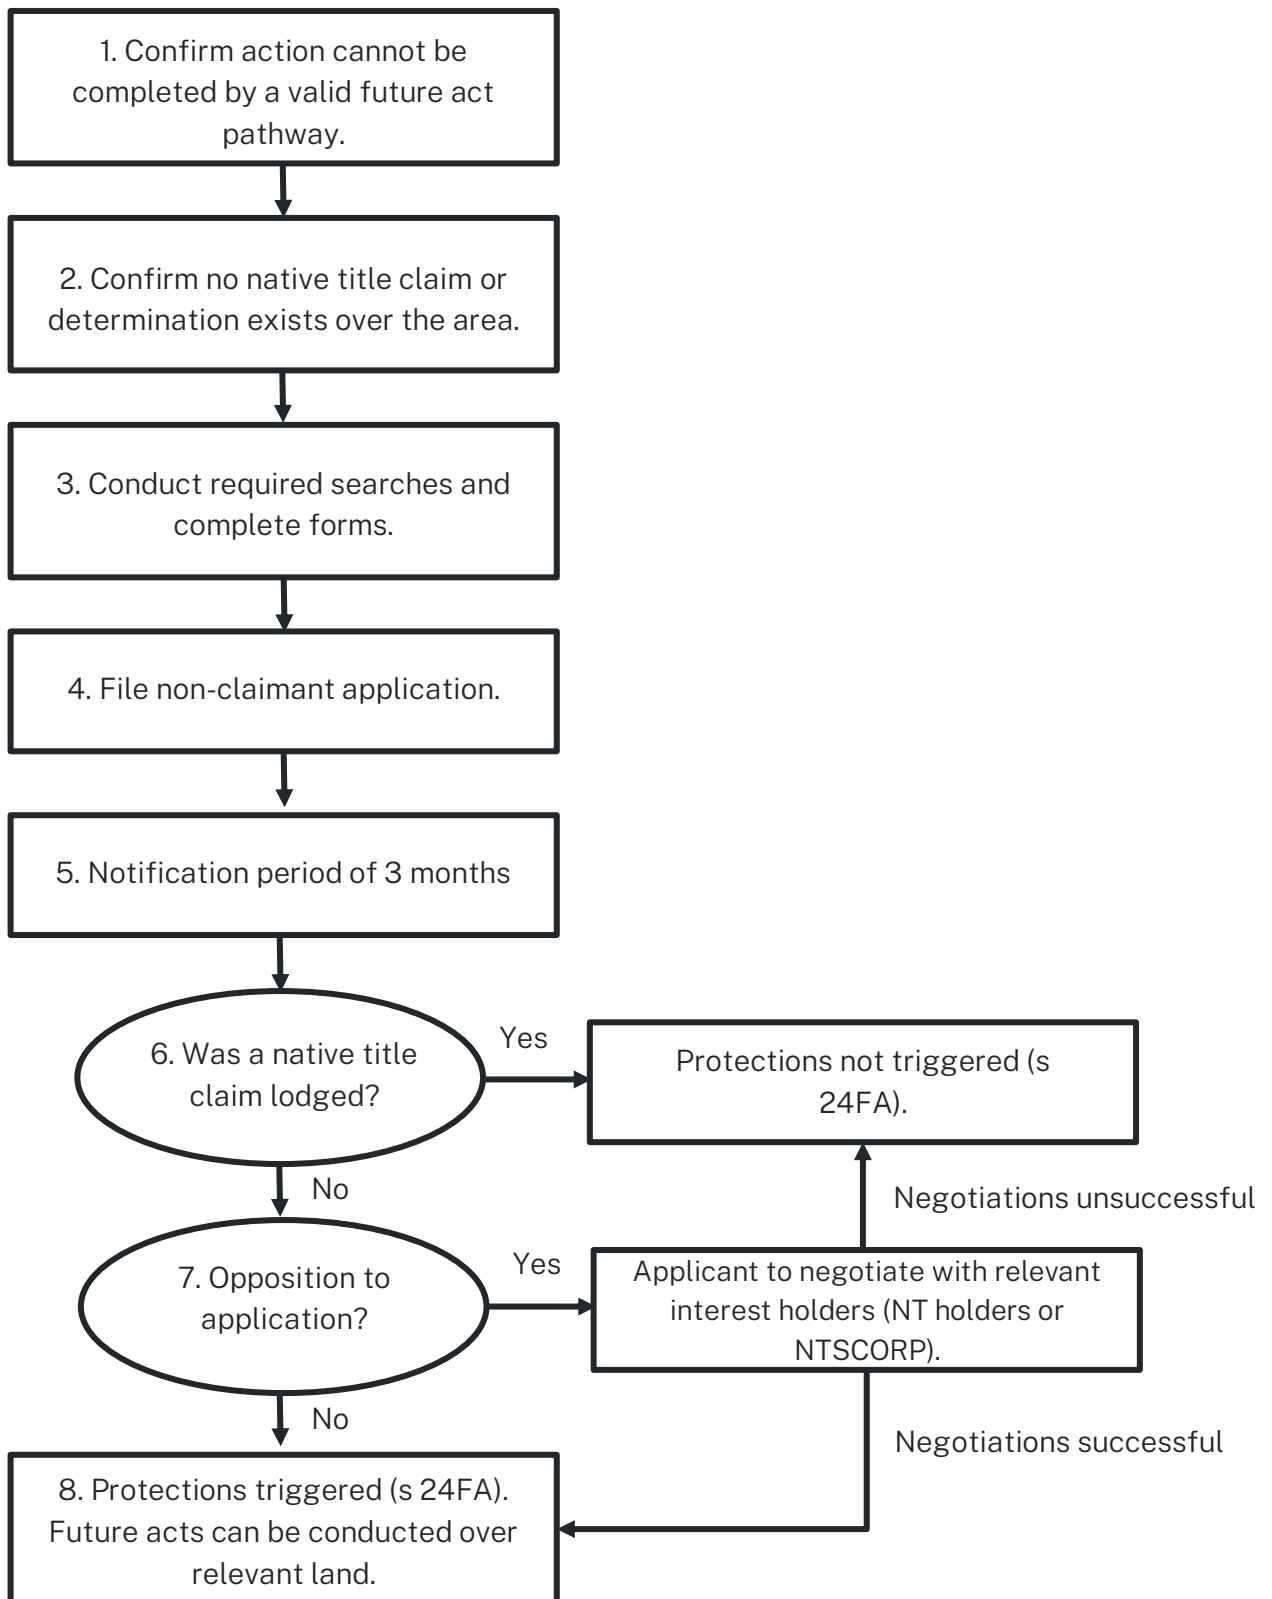 1. Confirm action cannot be
completed by a valid future act
pathway.
2. Confirm no native title claim or
determination exists over the area.
3. Conduct required searches and
complete forms.
4. File non-claimant application.
5. Notification period of 3 months
6. Was a native title
claim lodged?
Yes
Protections not triggered (s
24FA).
No
Negotiations unsuccessful
7. Opposition to
application?
Yes
Applicant to negotiate with relevant
interest holders (NT holders or
NTSCORP).
No
Negotiations successful
8. Protections triggered (s 24FA).
Future acts can be conducted over
relevant land.